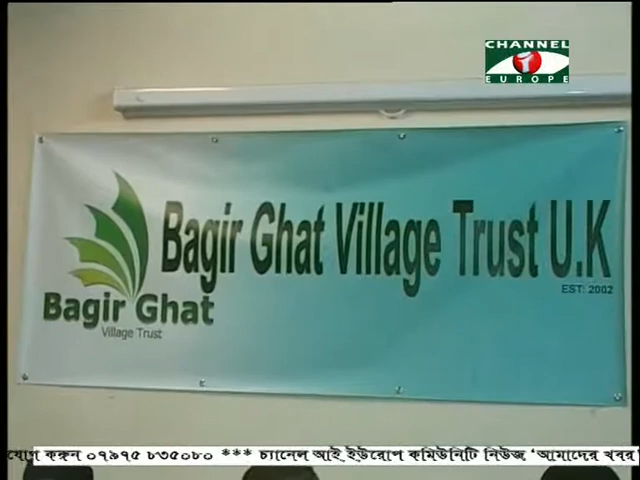 CHANNEL
i
EUROPE
Bagir Ghat Village Trust U.K
EST: 2002
Bagir Ghat
Village Trust
যোগ করুন ০৭৯৭৫ ৮৩৫০৮০ *** চ্যানেল আই ইউরোপ কমিউনিটি নিউজ ‘আমাদের খবর’